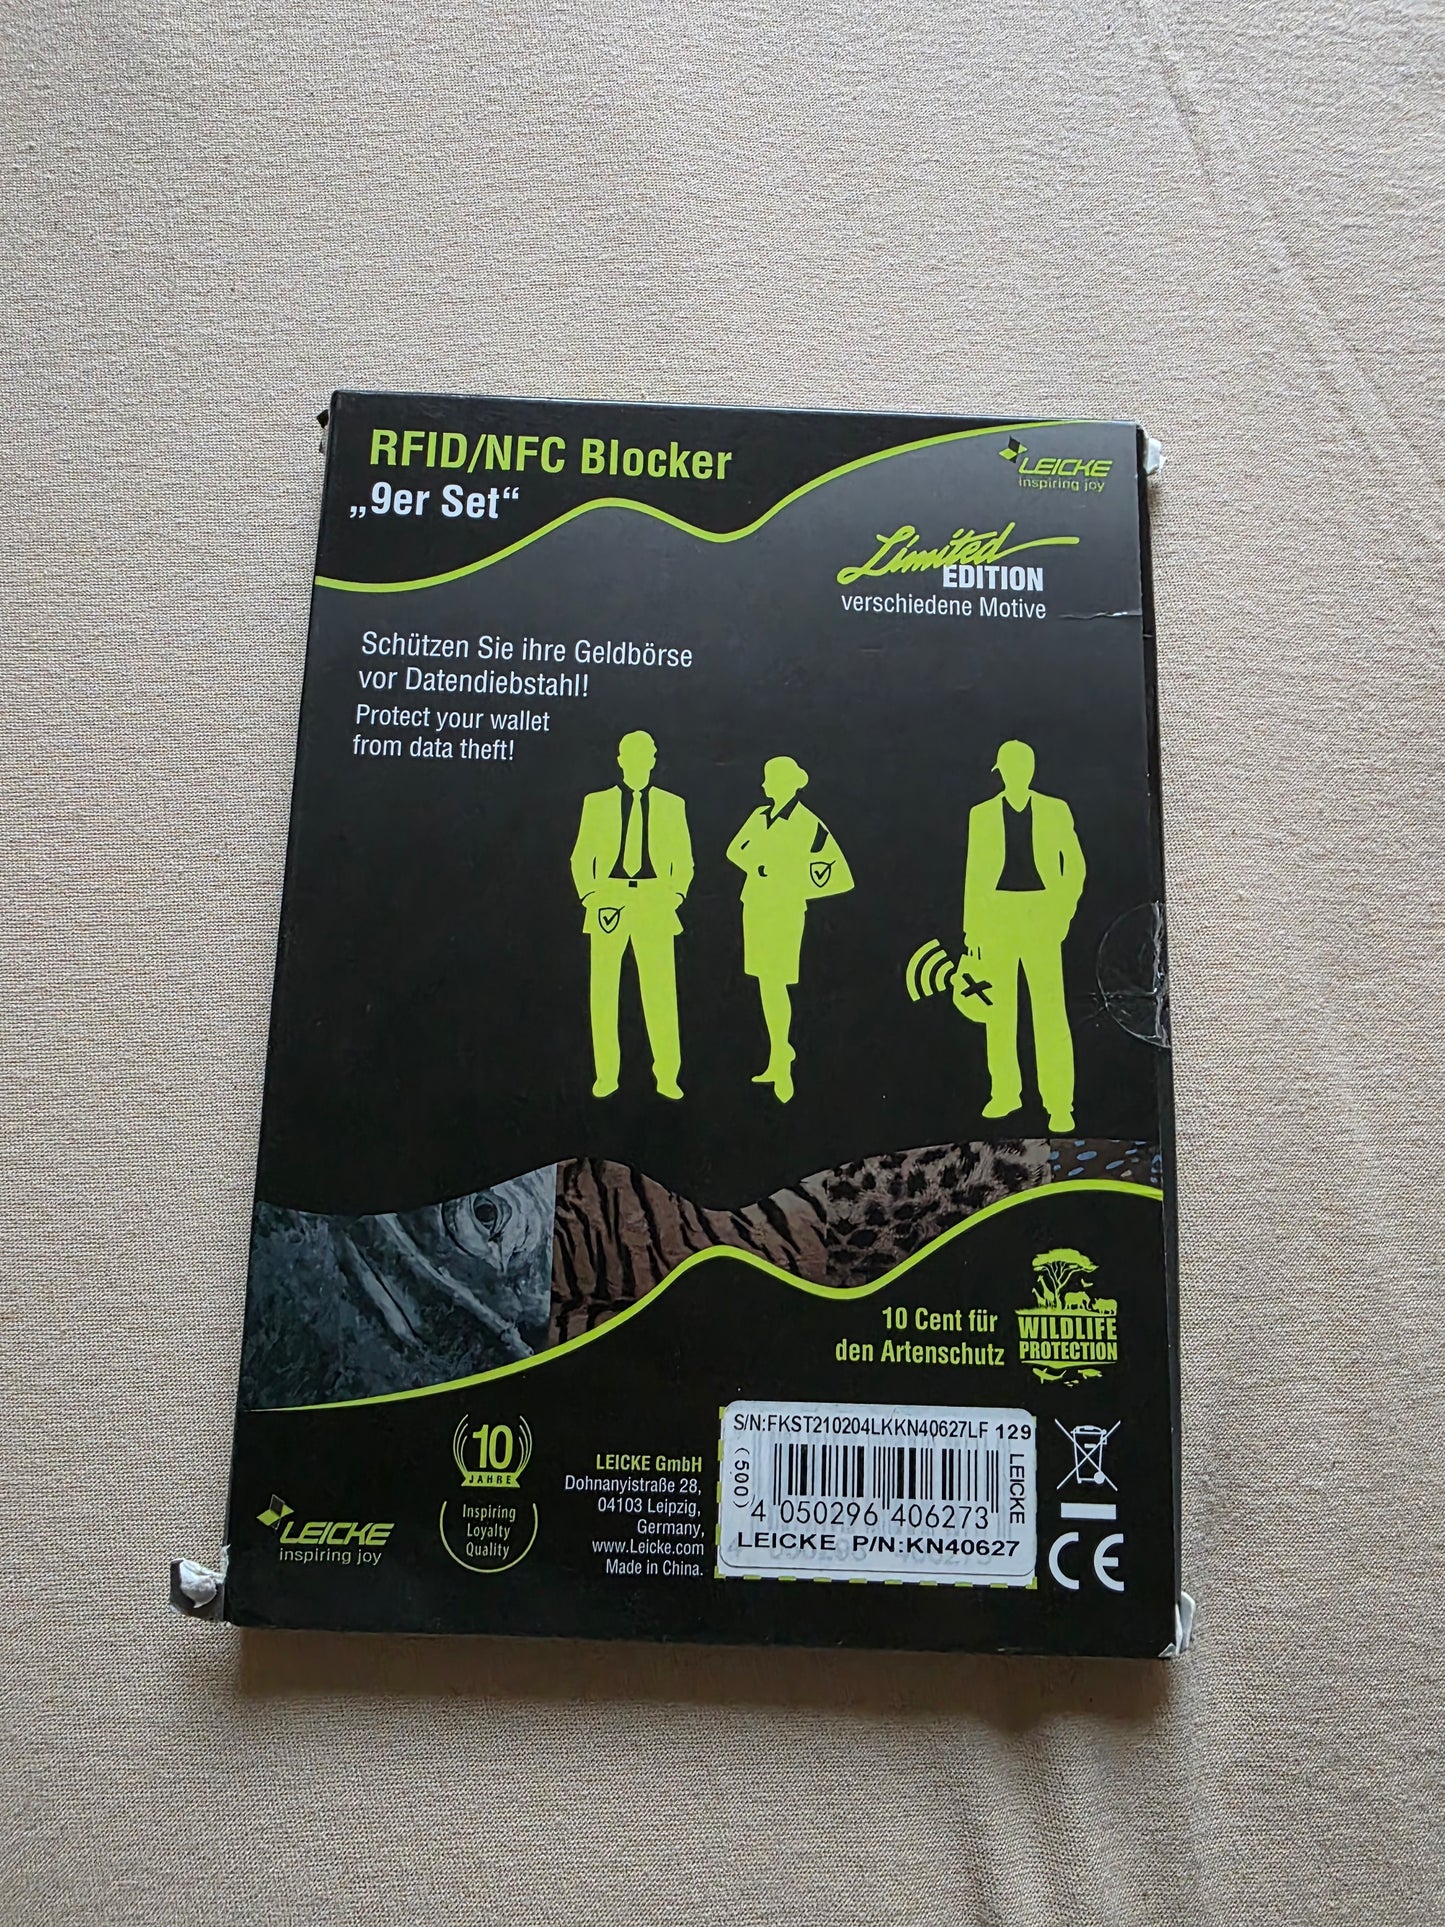 RFID/NFC Blocker
„9er Set“
LEICKE
inspiring joy
Limited
EDITION
verschiedene Motive
Schützen Sie ihre Geldbörse
vor Datendiebstahl!
Protect your wallet
from data theft!
10 Cent für
den Artenschutz
WILDLIFE
PROTECTION
10
JAHRE
Inspiring
Loyalty
Quality
LEICKE
inspiring joy
LEICKE GmbH
Dohnanyistraße 28,
04103 Leipzig,
Germany,
www.Leicke.com
Made in China.
S/N:FKST210204LKKN40627LF 129
(500)
LEICKE
4 050296 406273
LEICKE P/N:KN40627
CE